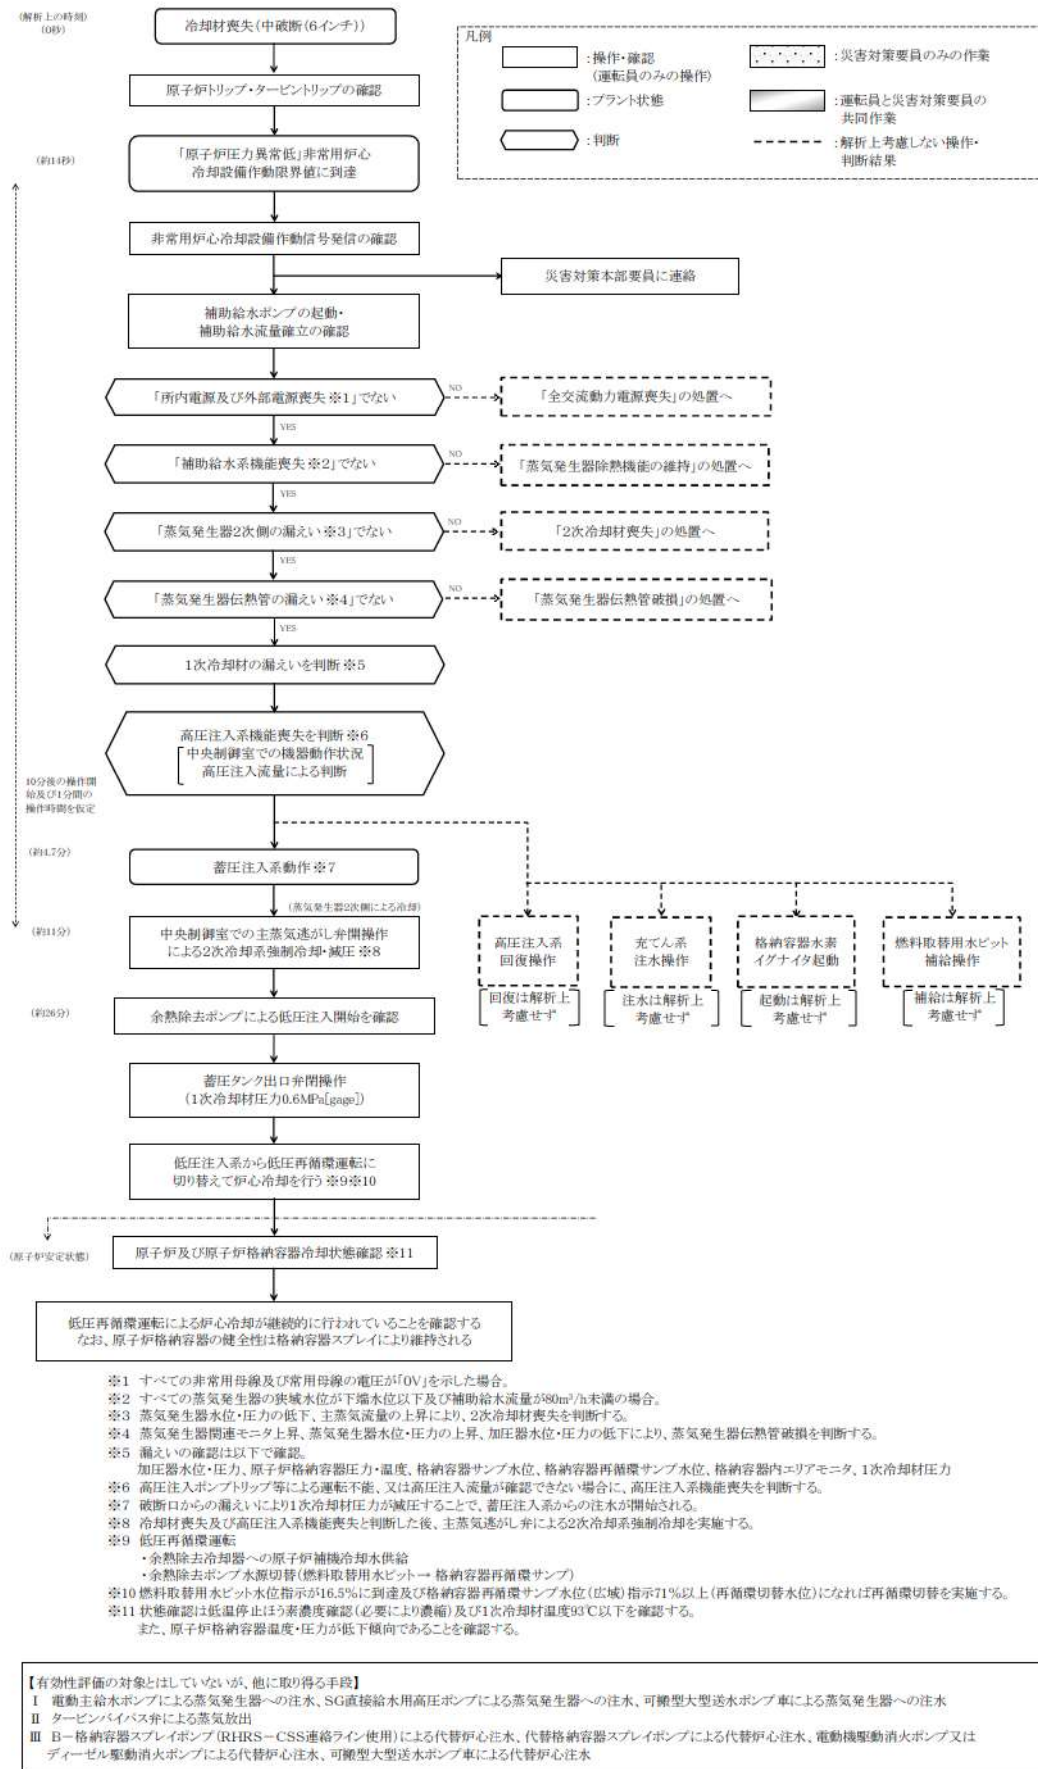 (解析上の時刻)
(0秒)
冷却材喪失(中破断(6インチ))
凡例
:操作・確認
(運転員のみの操作)
:災害対策要員のみの作業
:プラント状態
:運転員と災害対策要員の
共同作業
:判断
:解析上考慮しない操作・
判断結果
原子炉トリップ・タービントリップの確認
(約14秒)
「原子炉圧力異常低」非常用炉心
冷却設備作動限界値に到達
非常用炉心冷却設備作動信号発信の確認
災害対策本部要員に連絡
補助給水ポンプの起動・
補助給水流量確立の確認
「所内電源及び外部電源喪失※1」でない
NO
「全交流動力電源喪失」の処置へ
YES
「補助給水系機能喪失※2」でない
NO
「蒸気発生器除熱機能の維持」の処置へ
YES
「蒸気発生器2次側の漏えい※3」でない
NO
「2次冷却材喪失」の処置へ
YES
「蒸気発生器伝熱管の漏えい※4」でない
NO
「蒸気発生器伝熱管破損」の処置へ
YES
1次冷却材の漏えいを判断※5
高圧注入系機能喪失を判断※6
中央制御室での機器動作状況
高圧注入流量による判断
10分後の操作開
始及び1分間の
操作時間を仮定
(約4.7分)
蓄圧注入系動作※7
(蒸気発生器2次側による冷却)
(約11分)
中央制御室での主蒸気逃がし弁開操作
による2次冷却系強制冷却・減圧※8
高圧注入系
回復操作
回復は解析上
考慮せず
充てん系
注水操作
注水は解析上
考慮せず
格納容器水素
イグナイタ起動
起動は解析上
考慮せず
燃料取替用水ピット
補給操作
補給は解析上
考慮せず
(約26分)
余熱除去ポンプによる低圧注入開始を確認
蓄圧タンク出口弁閉操作
(1次冷却材圧力0.6MPa[gage])
低圧注入系から低圧再循環運転に
切り替えて炉心冷却を行う※9※10
(原子炉安定状態)
原子炉及び原子炉格納容器冷却状態確認※11
低圧再循環運転による炉心冷却が継続的に行われていることを確認する
なお、原子炉格納容器の健全性は格納容器スプレイにより維持される
※1 すべての非常用母線及び常用母線の電圧が「0V」を示した場合。
※2 すべての蒸気発生器の狭域水位が下端水位以下及び補助給水流量が80m³/h未満の場合。
※3 蒸気発生器水位・圧力の低下、主蒸気流量の上昇により、2次冷却材喪失を判断する。
※4 蒸気発生器関連モニタ上昇、蒸気発生器水位・圧力の上昇、加圧器水位・圧力の低下により、蒸気発生器伝熱管破損を判断する。
※5 漏えいの確認は以下で確認。
加圧器水位・圧力、原子炉格納容器圧力・温度、格納容器サンプ水位、格納容器再循環サンプ水位、格納容器内エリアモニタ、1次冷却材圧力
※6 高圧注入ポンプトリップ等による運転不能、又は高圧注入流量が確認できない場合に、高圧注入系機能喪失を判断する。
※7 破断口からの漏えいにより1次冷却材圧力が減圧することで、蓄圧注入系からの注水が開始される。
※8 冷却材喪失及び高圧注入系機能喪失と判断した後、主蒸気逃がし弁による2次冷却系強制冷却を実施する。
※9 低圧再循環運転
・余熱除去冷却器への原子炉補機冷却水供給
・余熱除去ポンプ水源切替(燃料取替用水ピット→格納容器再循環サンプ)
※10 燃料取替用水ピット水位指示が16.5%に到達及び格納容器再循環サンプ水位(広域)指示71%以上(再循環切替水位)になれば再循環切替を実施する。
※11 状態確認は低温停止ほう素濃度確認(必要により濃縮)及び1次冷却材温度93℃以下を確認する。
また、原子炉格納容器温度・圧力が低下傾向であることを確認する。
【有効性評価の対象とはしていないが、他に取り得る手段】
Ⅰ 電動主給水ポンプによる蒸気発生器への注水、SG直接給水用高圧ポンプによる蒸気発生器への注水、可搬型大型送水ポンプ車による蒸気発生器への注水
Ⅱ タービンバイパス弁による蒸気放出
Ⅲ B-格納容器スプレイポンプ(RHRS-CSS連絡ライン使用)による代替炉心注水、代替格納容器スプレイポンプによる代替炉心注水、電動機駆動消火ポンプ又は
ディーゼル駆動消火ポンプによる代替炉心注水、可搬型大型送水ポンプ車による代替炉心注水